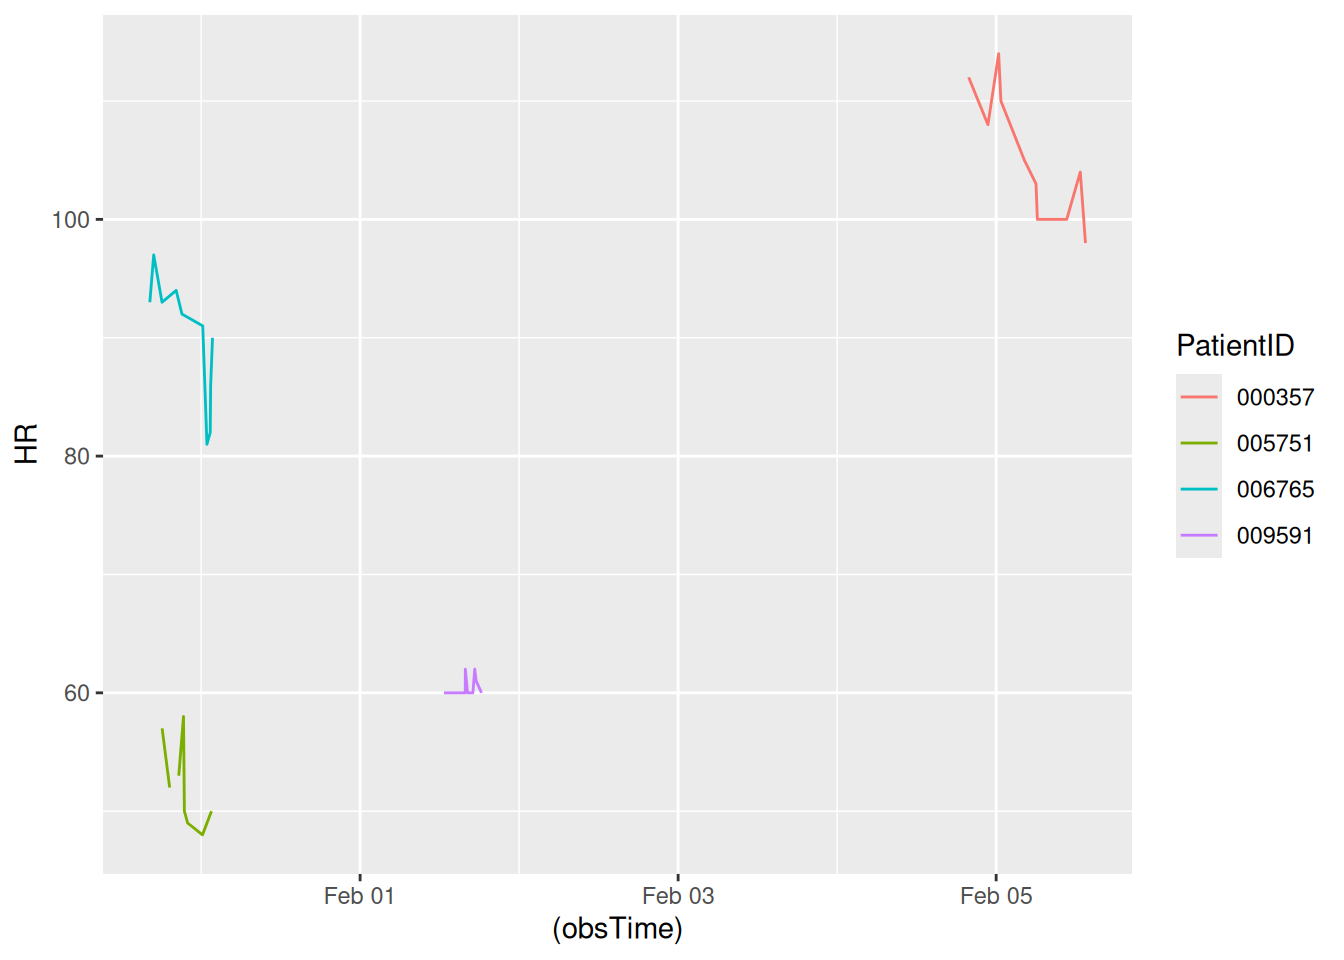 HR
100
80
60
Feb 01
Feb 03
Feb 05
(obsTime)
PatientID
000357
005751
006765
009591